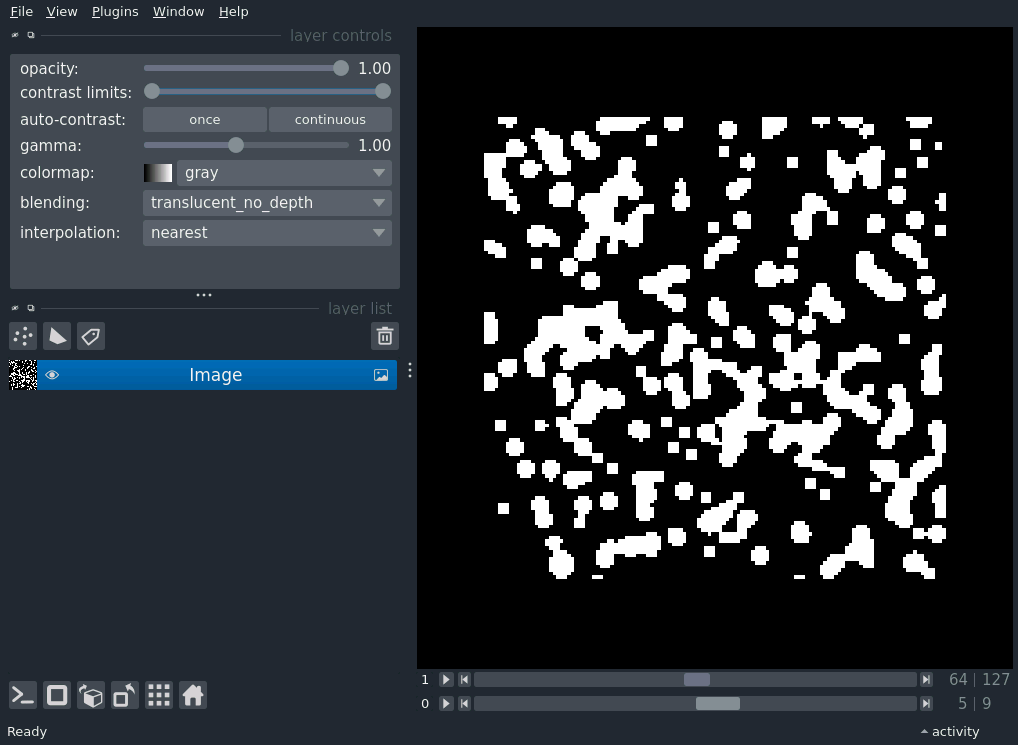 File View Plugins Window Help
layer controls
opacity: 1.00
contrast limits:
auto-contrast: once continuous
gamma: 1.00
colormap: gray
blending: translucent_no_depth
interpolation: nearest
layer list
Image
1 64 | 127
0 5 | 9
Ready activity